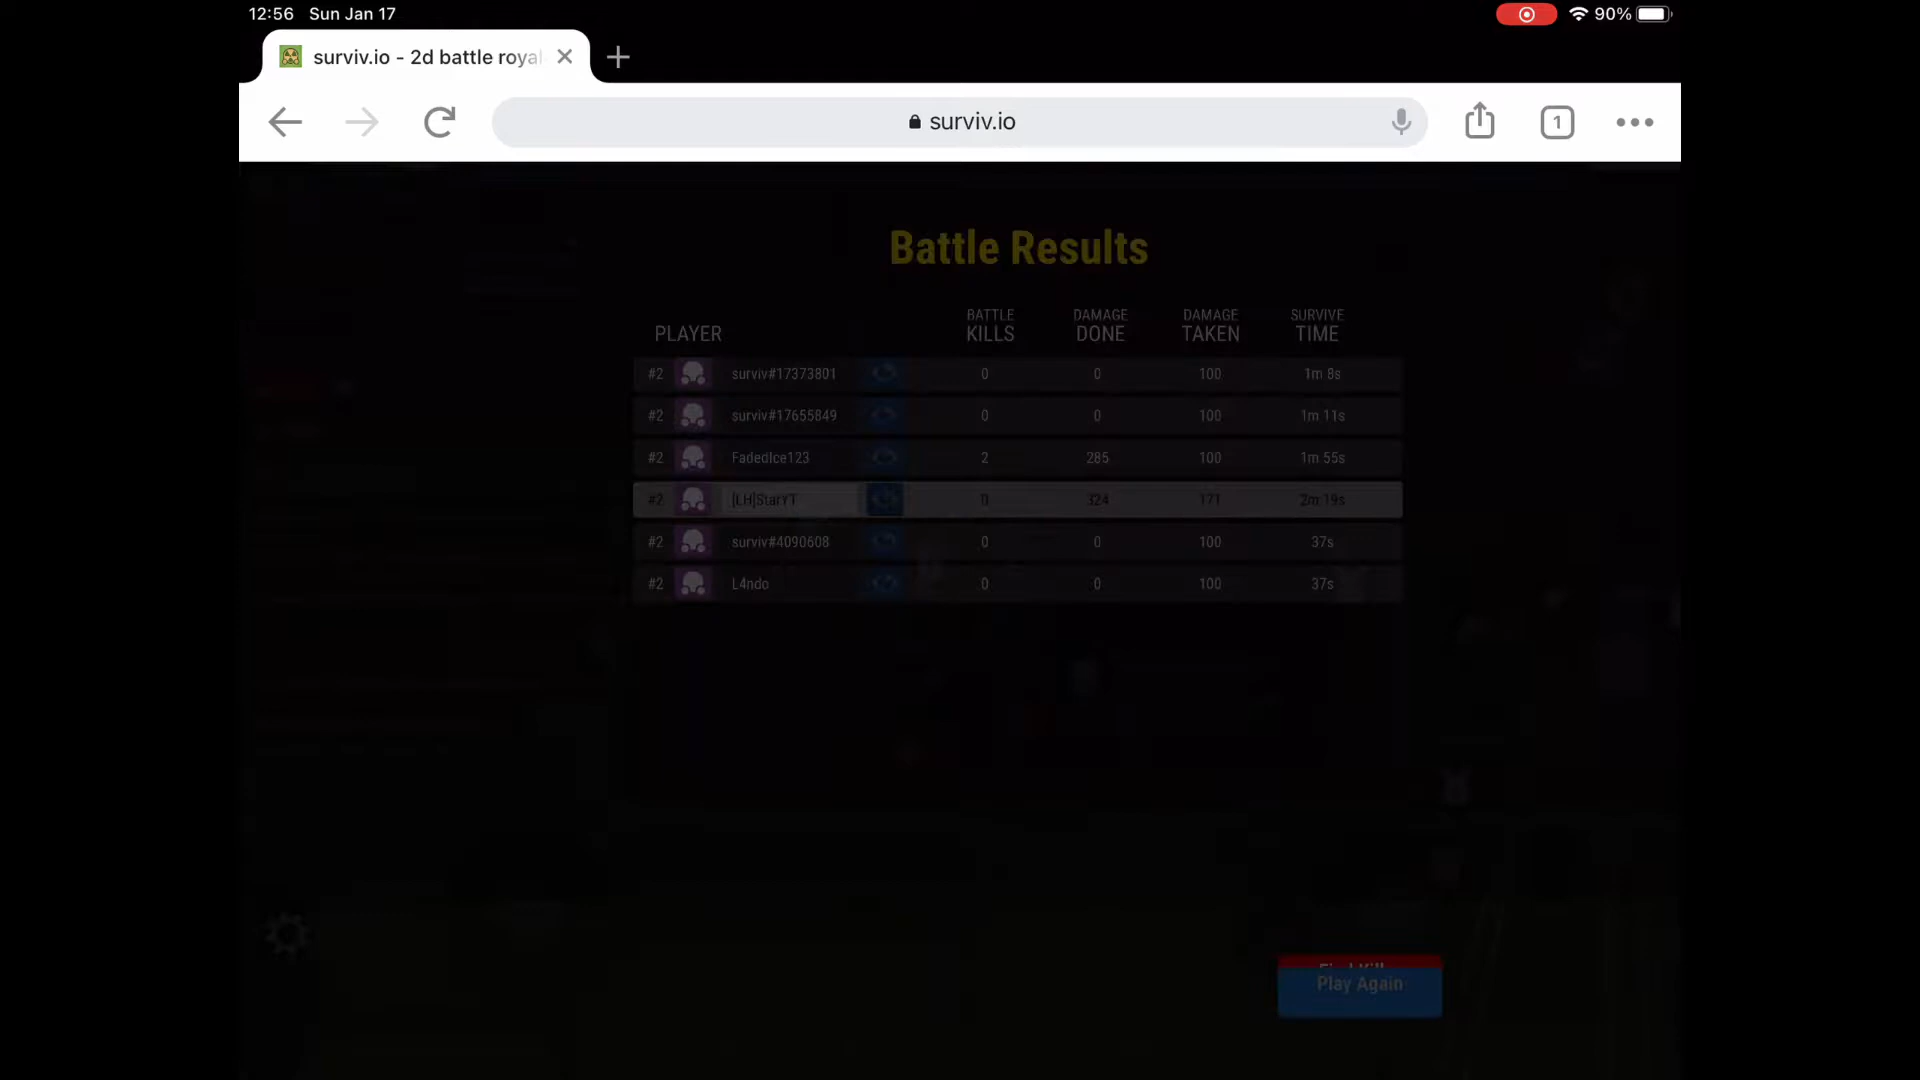 12:56 Sun Jan 17
90%
surviv.io - 2d battle royal
surviv.io
1
Battle Results
PLAYER BATTLE KILLS DAMAGE DONE DAMAGE TAKEN SURVIVE TIME
#2 surviv#17373801 0 0 100 1m 8s
#2 surviv#17655849 0 0 100 1m 11s
#2 FadedIce123 2 285 100 1m 55s
#2 [LH]StarYT 324 171 2m 19s
#2 surviv#4090608 0 0 100 37s
#2 L4ndo 0 0 100 37s
Play Again